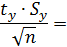 t_y · S_y / √n =